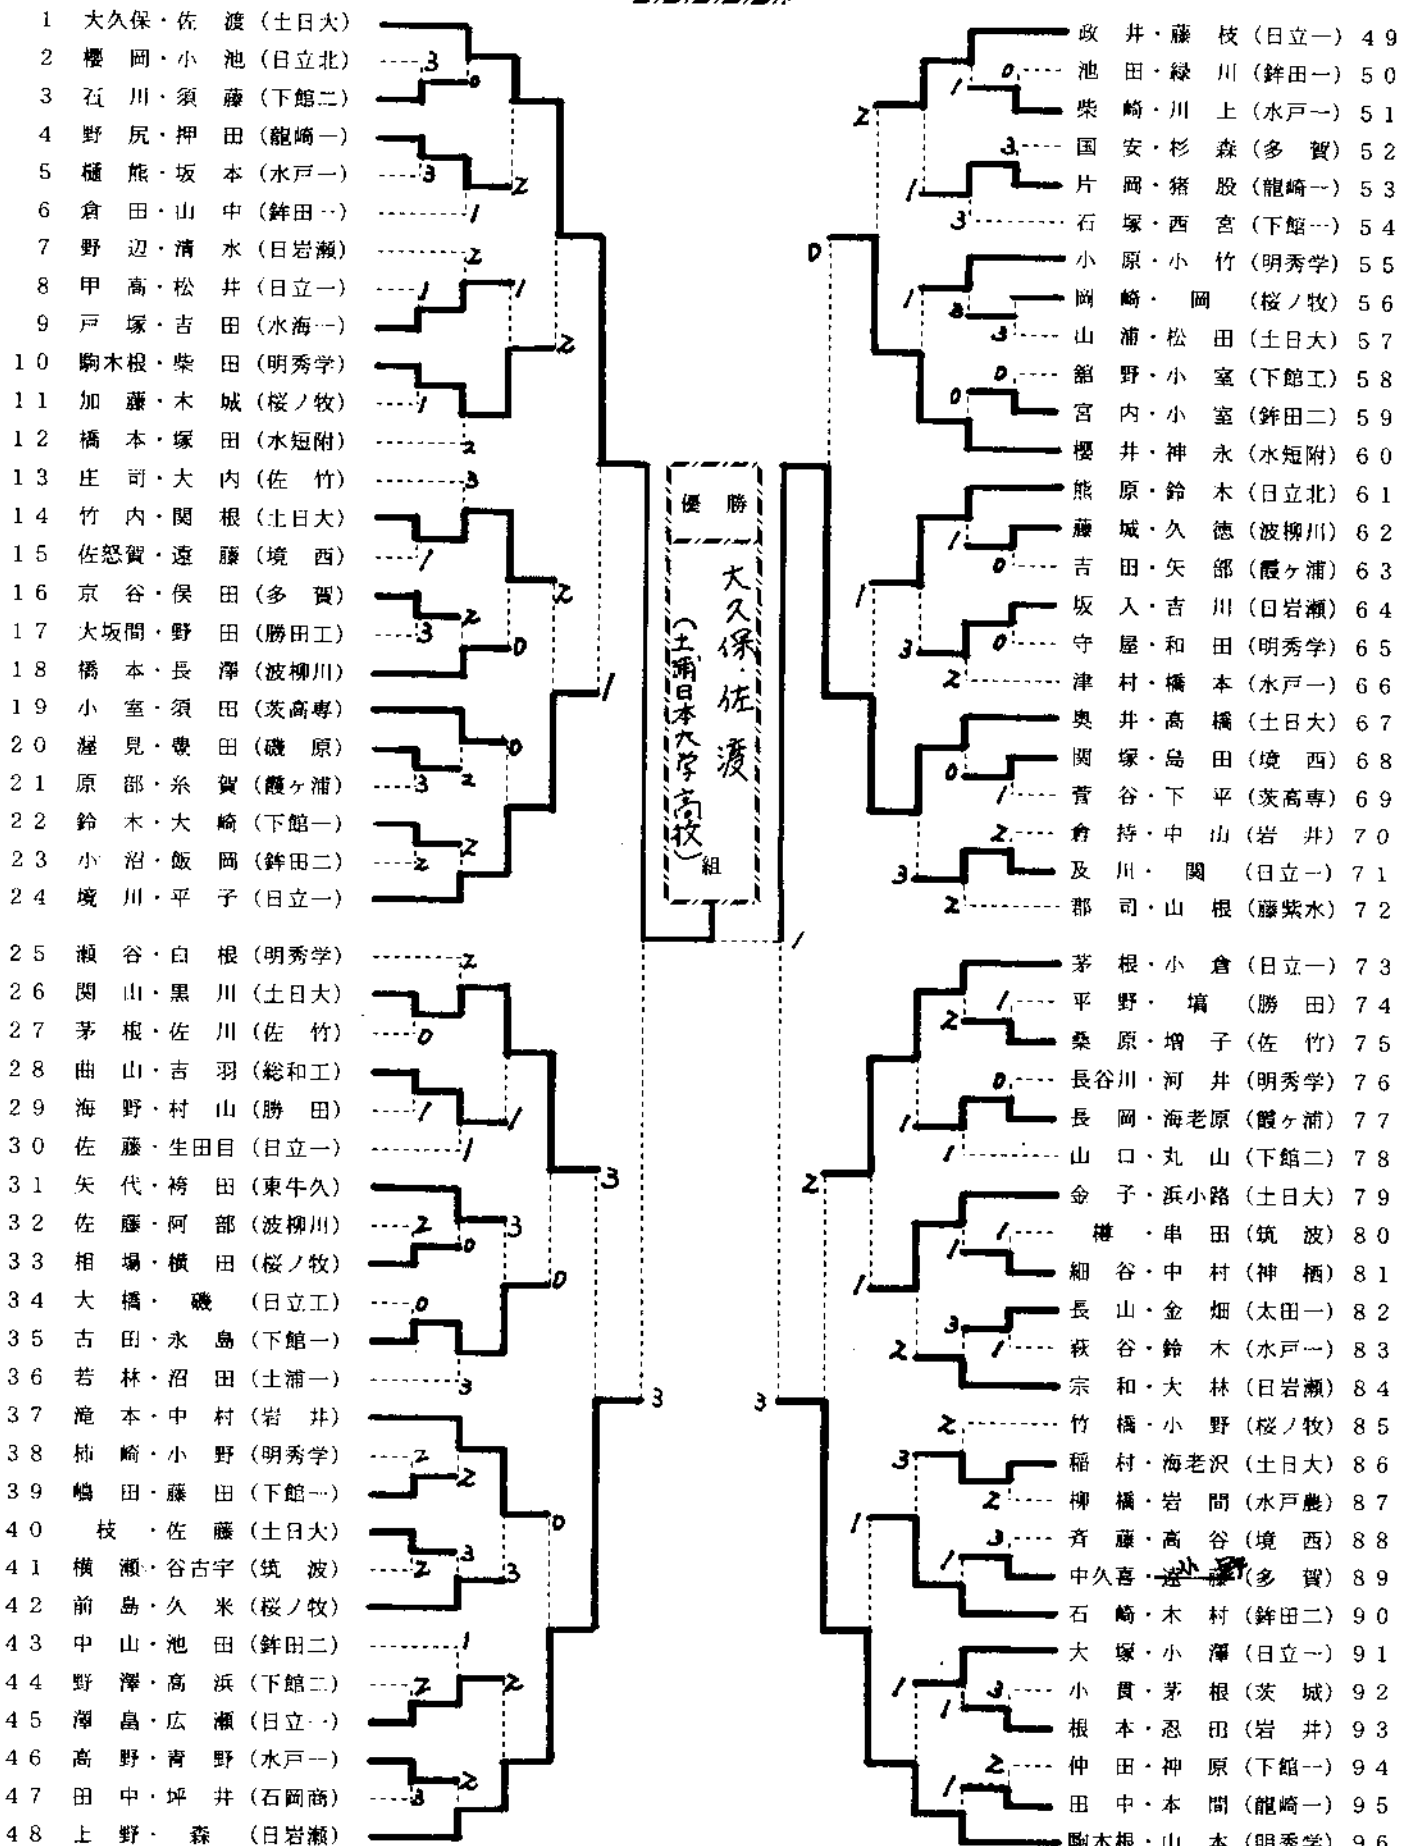 1 大久保・佐 渡 (土日大)
2 櫻 岡・小 池 (日立北)
3 石 川・須 藤 (下館二)
4 野 尻・押 田 (龍崎一)
5 樋 熊・坂 本 (水戸一)
6 倉 田・山 中 (鉾田一)
7 野 辺・清 水 (日岩瀬)
8 甲 高・松 井 (日立一)
9 戸 塚・吉 田 (水海一)
10 駒木根・柴 田 (明秀学)
11 加 藤・木 城 (桜ノ牧)
12 橋 本・塚 田 (水短附)
13 庄 司・大 内 (佐 竹)
14 竹 内・関 根 (土日大)
15 佐怒賀・遠 藤 (境 西)
16 京 谷・俣 田 (多 賀)
17 大坂間・野 田 (勝田工)
18 橋 本・長 澤 (波柳川)
19 小 室・須 田 (茨高専)
20 渥 見・豊 田 (磯 原)
21 原 部・糸 賀 (霞ヶ浦)
22 鈴 木・大 崎 (下館一)
23 小 沼・飯 岡 (鉾田二)
24 境 川・平 子 (日立一)
25 瀬 谷・白 根 (明秀学)
26 関 山・黒 川 (土日大)
27 茅 根・佐 川 (佐 竹)
28 曲 山・吉 羽 (総和工)
29 海 野・村 山 (勝 田)
30 佐 藤・生田目 (日立一)
31 矢 代・袴 田 (東牛久)
32 佐 藤・阿 部 (波柳川)
33 相 場・横 田 (桜ノ牧)
34 大 橋・ 磯 (日立工)
35 古 田・永 島 (下館一)
36 若 林・沼 田 (土浦一)
37 滝 本・中 村 (岩 井)
38 柿 崎・小 野 (明秀学)
39 嶋 田・藤 田 (下館一)
40 枝 ・佐 藤 (土日大)
41 横 瀬・谷古宇 (筑 波)
42 前 島・久 米 (桜ノ牧)
43 中 山・池 田 (鉾田二)
44 野 澤・高 浜 (下館二)
45 澤 畠・広 瀬 (日立一)
46 高 野・青 野 (水戸一)
47 田 中・坪 井 (石岡商)
48 上 野・ 森 (日岩瀬)
優 勝
大久保・佐 渡
(土浦日本大学高校)
組
政 井・藤 枝 (日立一) 49
池 田・緑 川 (鉾田一) 50
柴 崎・川 上 (水戸一) 51
国 安・杉 森 (多 賀) 52
片 岡・猪 股 (龍崎一) 53
石 塚・西 宮 (下館一) 54
小 原・小 竹 (明秀学) 55
岡 崎・ 岡 (桜ノ牧) 56
山 浦・松 田 (土日大) 57
舘 野・小 室 (下館工) 58
宮 内・小 室 (鉾田二) 59
櫻 井・神 永 (水短附) 60
熊 原・鈴 木 (日立北) 61
藤 城・久 徳 (波柳川) 62
吉 田・矢 部 (霞ヶ浦) 63
坂 入・吉 川 (日岩瀬) 64
守 屋・和 田 (明秀学) 65
津 村・橋 本 (水戸一) 66
奥 井・高 橋 (土日大) 67
関 塚・島 田 (境 西) 68
菅 谷・下 平 (茨高専) 69
倉 持・中 山 (岩 井) 70
及 川・ 関 (日立一) 71
郡 司・山 根 (藤紫水) 72
茅 根・小 倉 (日立一) 73
平 野・ 塙 (勝 田) 74
桑 原・増 子 (佐 竹) 75
長谷川・河 井 (明秀学) 76
長 岡・海老原 (霞ヶ浦) 77
山 口・丸 山 (下館二) 78
金 子・浜小路 (土日大) 79
樽 ・串 田 (筑 波) 80
細 谷・中 村 (神 栖) 81
長 山・金 畑 (太田一) 82
萩 谷・鈴 木 (水戸一) 83
宗 和・大 林 (日岩瀬) 84
竹 橋・小 野 (桜ノ牧) 85
稲 村・海老沢 (土日大) 86
柳 橋・岩 間 (水戸農) 87
斉 藤・高 谷 (境 西) 88
中久喜・小野 (多 賀) 89
石 崎・木 村 (鉾田二) 90
大 塚・小 澤 (日立一) 91
小 貫・茅 根 (茨 城) 92
根 本・忍 田 (岩 井) 93
仲 田・神 原 (下館一) 94
田 中・本 間 (龍崎一) 95
駒木根・山 本 (明秀学) 96